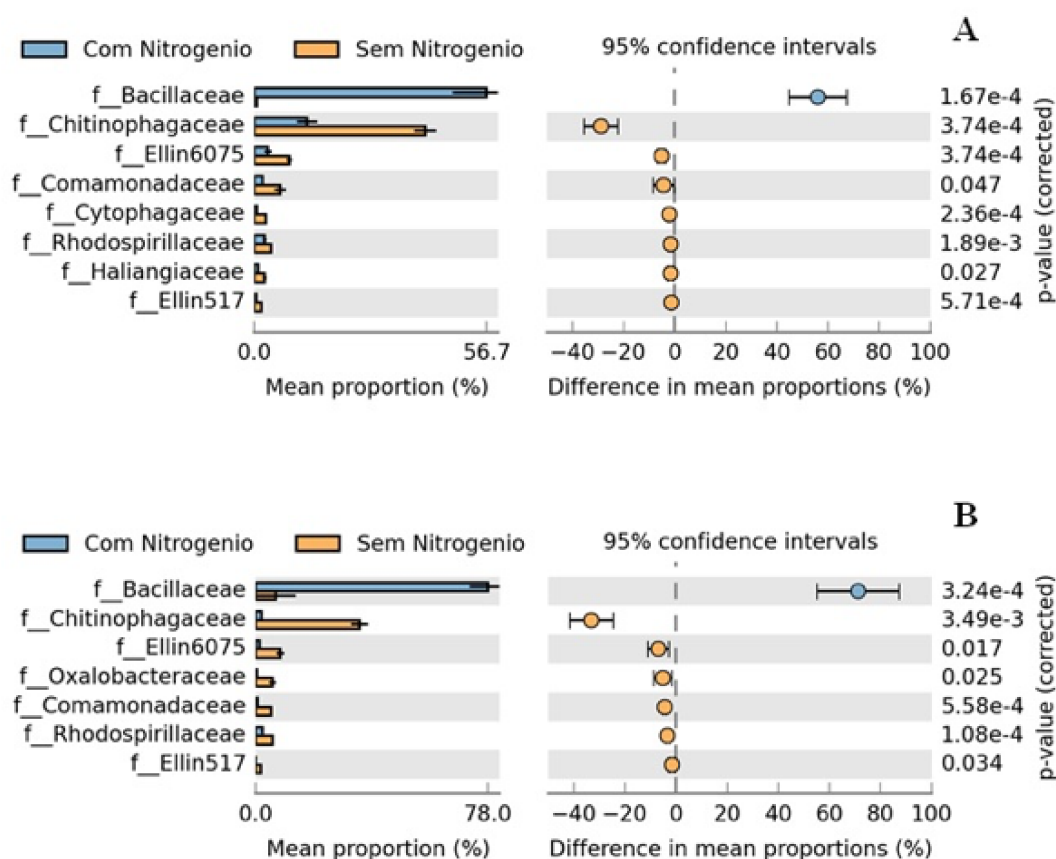 A
Com Nitrogenio Sem Nitrogenio 95% confidence intervals
f__Bacillaceae 1.67e-4
f__Chitinophagaceae 3.74e-4
f__Ellin6075 3.74e-4
f__Comamonadaceae 0.047
f__Cytophagaceae 2.36e-4
f__Rhodospirillaceae 1.89e-3
f__Haliangiaceae 0.027
f__Ellin517 5.71e-4
p-value (corrected)
0.0 56.7 −40 −20 0 20 40 60 80 100
Mean proportion (%) Difference in mean proportions (%)
B
Com Nitrogenio Sem Nitrogenio 95% confidence intervals
f__Bacillaceae 3.24e-4
f__Chitinophagaceae 3.49e-3
f__Ellin6075 0.017
f__Oxalobacteraceae 0.025
f__Comamonadaceae 5.58e-4
f__Rhodospirillaceae 1.08e-4
f__Ellin517 0.034
p-value (corrected)
0.0 78.0 −40 −20 0 20 40 60 80 100
Mean proportion (%) Difference in mean proportions (%)